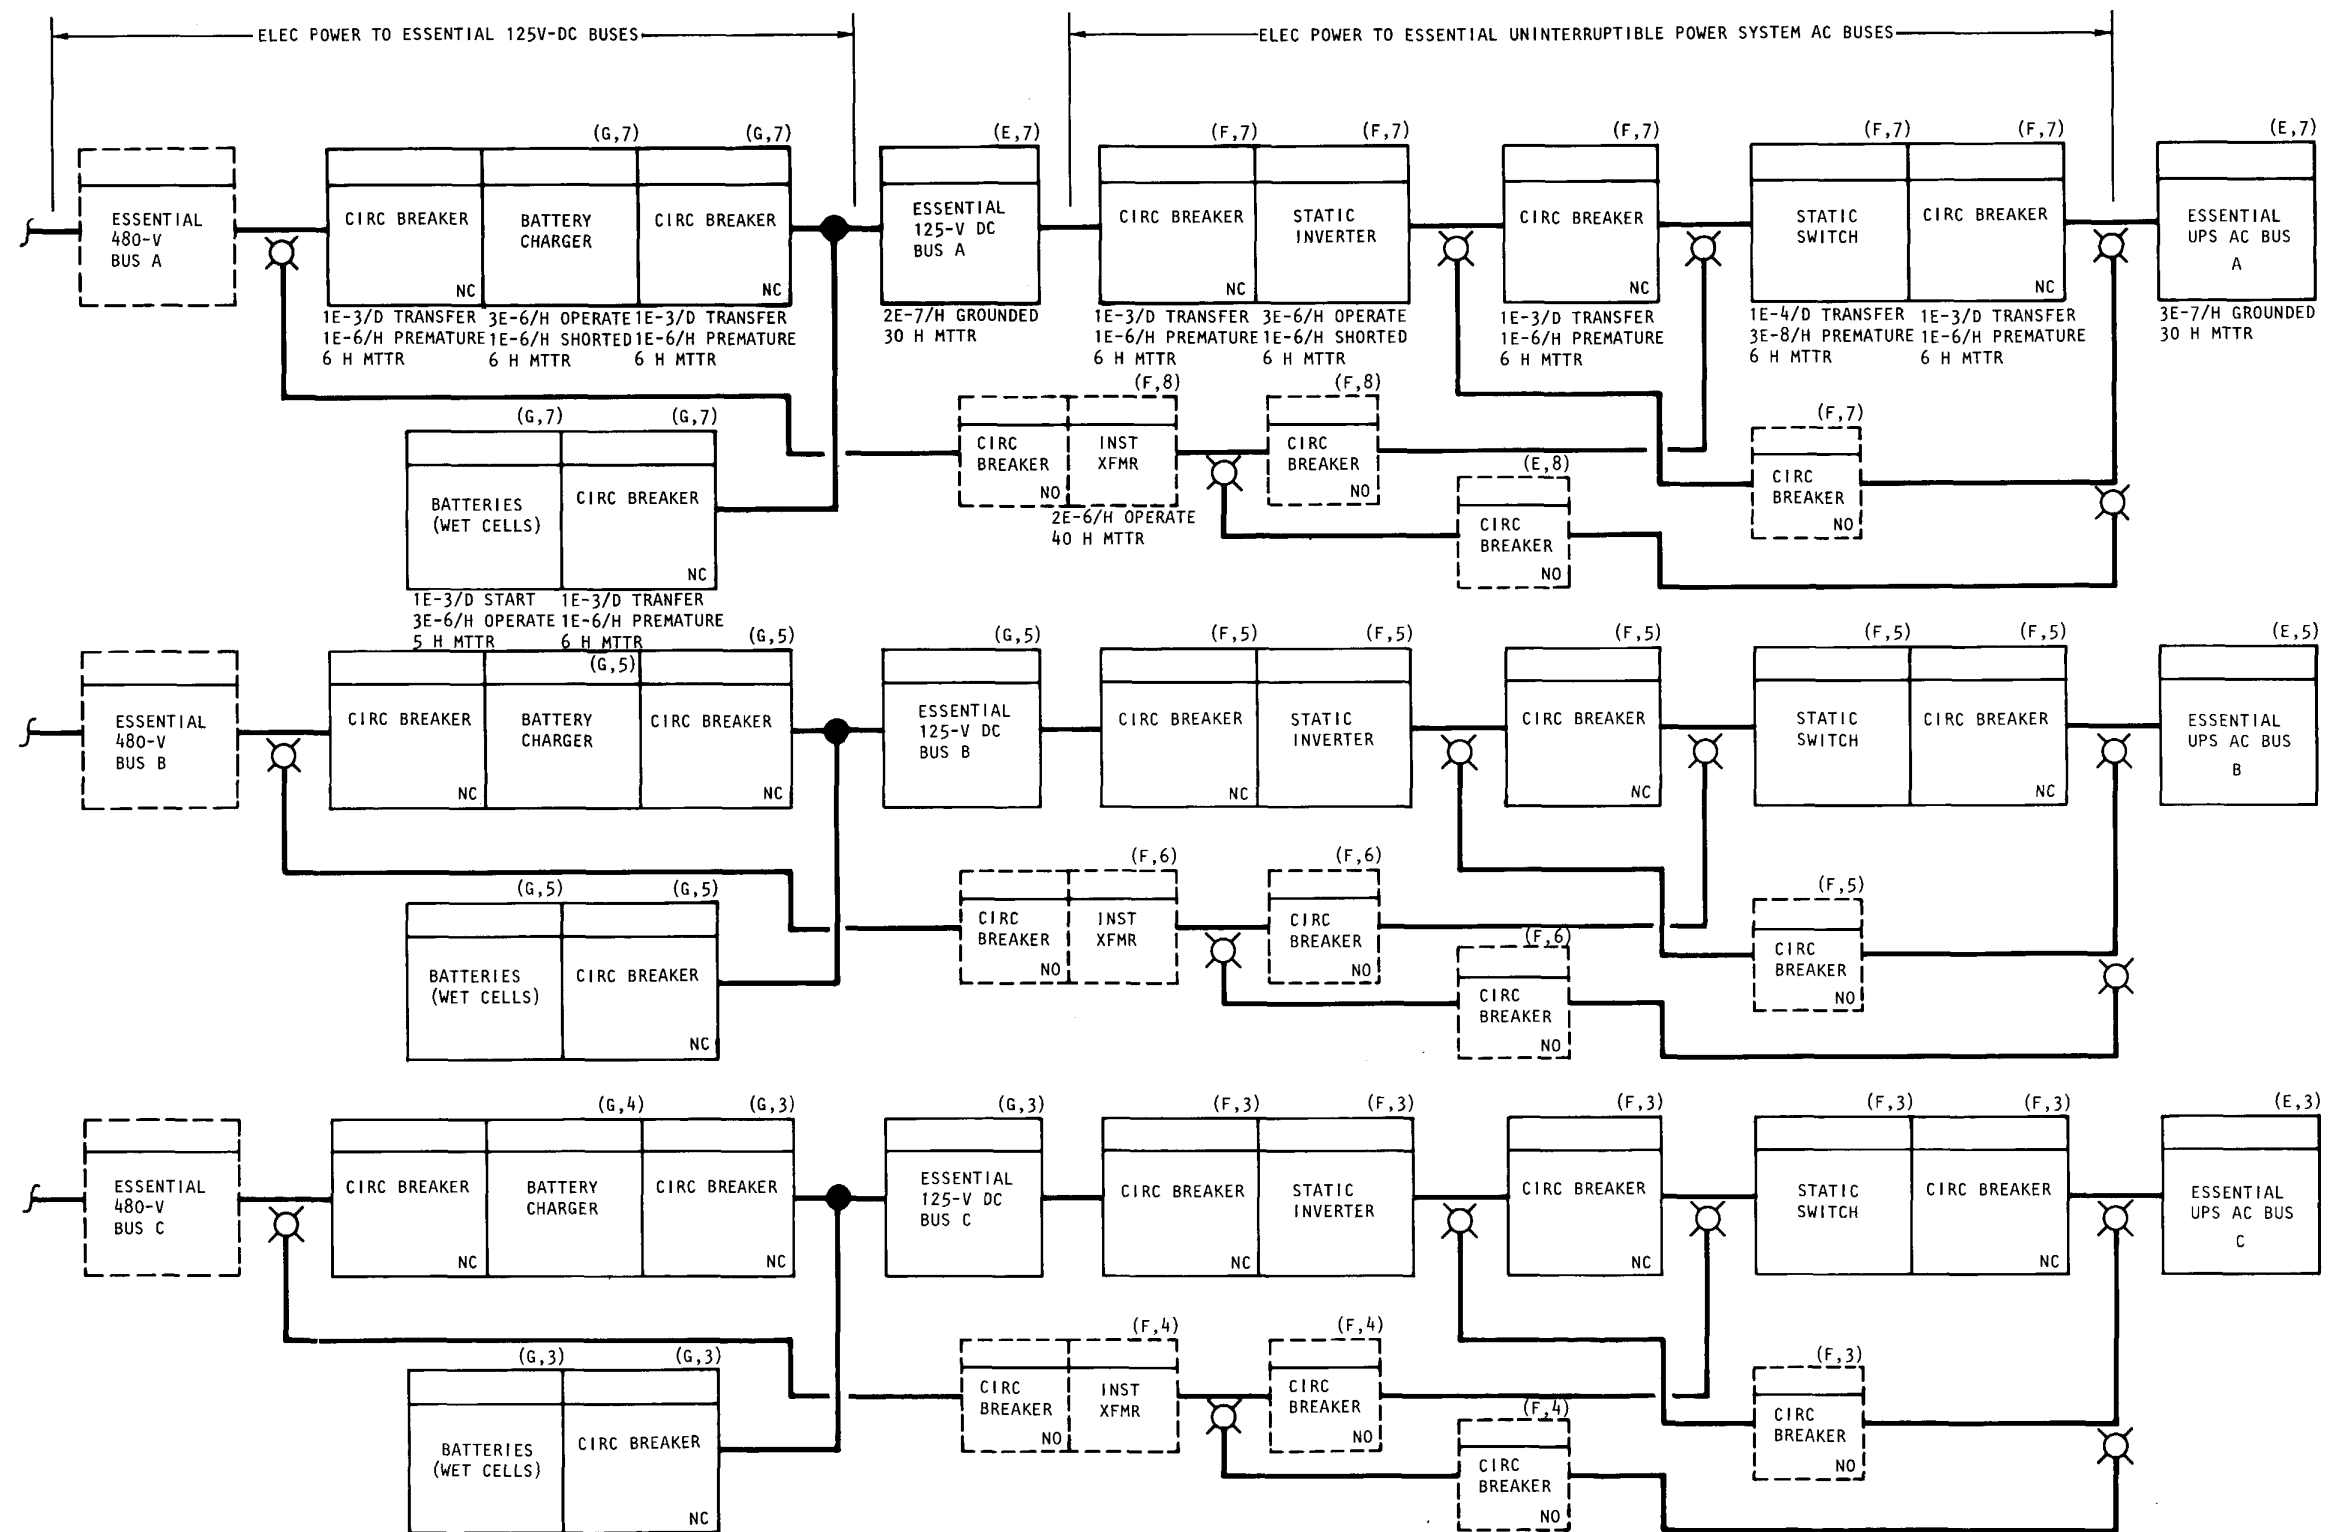 ELEC POWER TO ESSENTIAL 125V-DC BUSES
ELEC POWER TO ESSENTIAL UNINTERRUPTIBLE POWER SYSTEM AC BUSES
(G,7)
(G,7)
(E,7)
(F,7)
(F,7)
(F,7)
(F,7)
(F,7)
(E,7)
ESSENTIAL
480-V
BUS A
CIRC BREAKER
NC
BATTERY
CHARGER
CIRC BREAKER
NC
ESSENTIAL
125-V DC
BUS A
CIRC BREAKER
NC
STATIC
INVERTER
CIRC BREAKER
NC
STATIC
SWITCH
CIRC BREAKER
NC
ESSENTIAL
UPS AC BUS
A
1E-3/D TRANSFER
1E-6/H PREMATURE
6 H MTTR
3E-6/H OPERATE
1E-6/H SHORTED
6 H MTTR
1E-3/D TRANSFER
1E-6/H PREMATURE
6 H MTTR
2E-7/H GROUNDED
30 H MTTR
1E-3/D TRANSFER
1E-6/H PREMATURE
6 H MTTR
3E-6/H OPERATE
1E-6/H SHORTED
6 H MTTR
1E-3/D TRANSFER
1E-6/H PREMATURE
6 H MTTR
1E-4/D TRANSFER
3E-8/H PREMATURE
6 H MTTR
1E-3/D TRANSFER
1E-6/H PREMATURE
6 H MTTR
3E-7/H GROUNDED
30 H MTTR
(G,7)
(G,7)
BATTERIES
(WET CELLS)
CIRC BREAKER
NC
1E-3/D START
3E-6/H OPERATE
5 H MTTR
1E-3/D TRANFER
1E-6/H PREMATURE
6 H MTTR
(F,8)
CIRC
BREAKER
NO
INST
XFMR
2E-6/H OPERATE
40 H MTTR
(F,8)
CIRC
BREAKER
NO
(E,8)
CIRC
BREAKER
NO
(F,7)
CIRC
BREAKER
NO
(G,5)
(G,5)
(G,5)
(F,5)
(F,5)
(F,5)
(F,5)
(F,5)
(E,5)
ESSENTIAL
480-V
BUS B
CIRC BREAKER
NC
BATTERY
CHARGER
CIRC BREAKER
NC
ESSENTIAL
125-V DC
BUS B
CIRC BREAKER
NC
STATIC
INVERTER
CIRC BREAKER
NC
STATIC
SWITCH
CIRC BREAKER
NC
ESSENTIAL
UPS AC BUS
B
(G,5)
(G,5)
BATTERIES
(WET CELLS)
CIRC BREAKER
NC
(F,6)
CIRC
BREAKER
NO
INST
XFMR
(F,6)
CIRC
BREAKER
NO
(F,6)
CIRC
BREAKER
NO
(F,5)
CIRC
BREAKER
NO
(G,4)
(G,3)
(G,3)
(F,3)
(F,3)
(F,3)
(F,3)
(F,3)
(E,3)
ESSENTIAL
480-V
BUS C
CIRC BREAKER
NC
BATTERY
CHARGER
CIRC BREAKER
NC
ESSENTIAL
125-V DC
BUS C
CIRC BREAKER
NC
STATIC
INVERTER
CIRC BREAKER
NC
STATIC
SWITCH
CIRC BREAKER
NC
ESSENTIAL
UPS AC BUS
C
(G,3)
(G,3)
BATTERIES
(WET CELLS)
CIRC BREAKER
NC
(F,4)
CIRC
BREAKER
NO
INST
XFMR
(F,4)
CIRC
BREAKER
NO
(F,4)
CIRC
BREAKER
NO
(F,3)
CIRC
BREAKER
NO